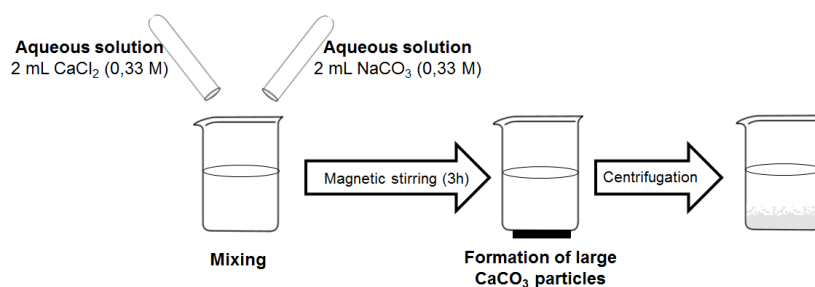 Aqueous solution
2 mL CaCl₂ (0,33 M)
Aqueous solution
2 mL NaCO₃ (0,33 M)
Mixing
Magnetic stirring (3h)
Formation of large
CaCO₃ particles
Centrifugation